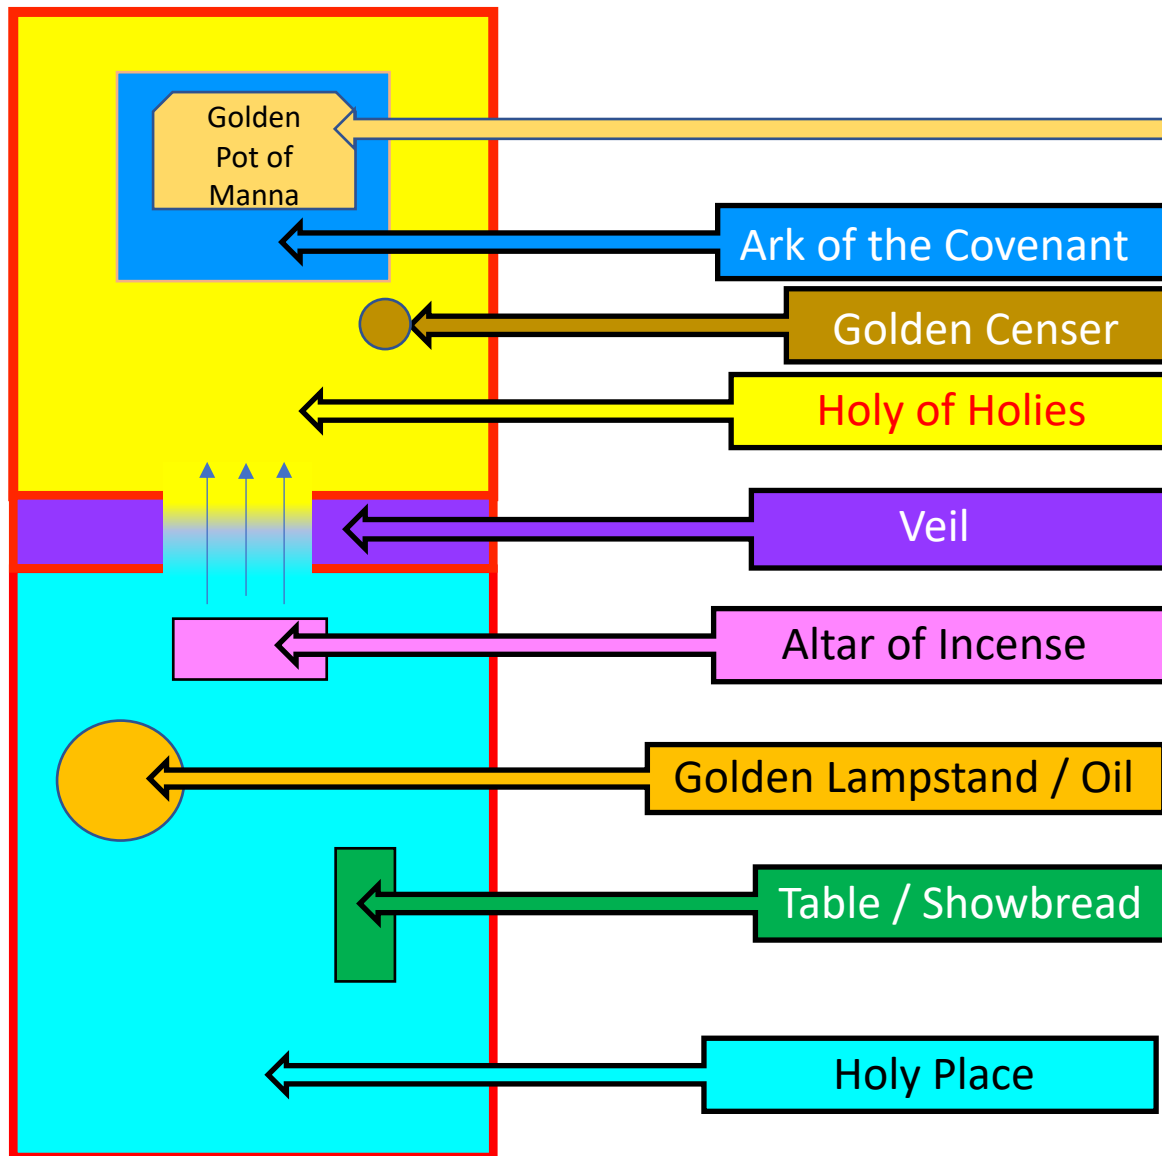 Golden
Pot of
Manna
Ark of the Covenant
Golden Censer
Holy of Holies
Veil
Altar of Incense
Golden Lampstand / Oil
Table / Showbread
Holy Place